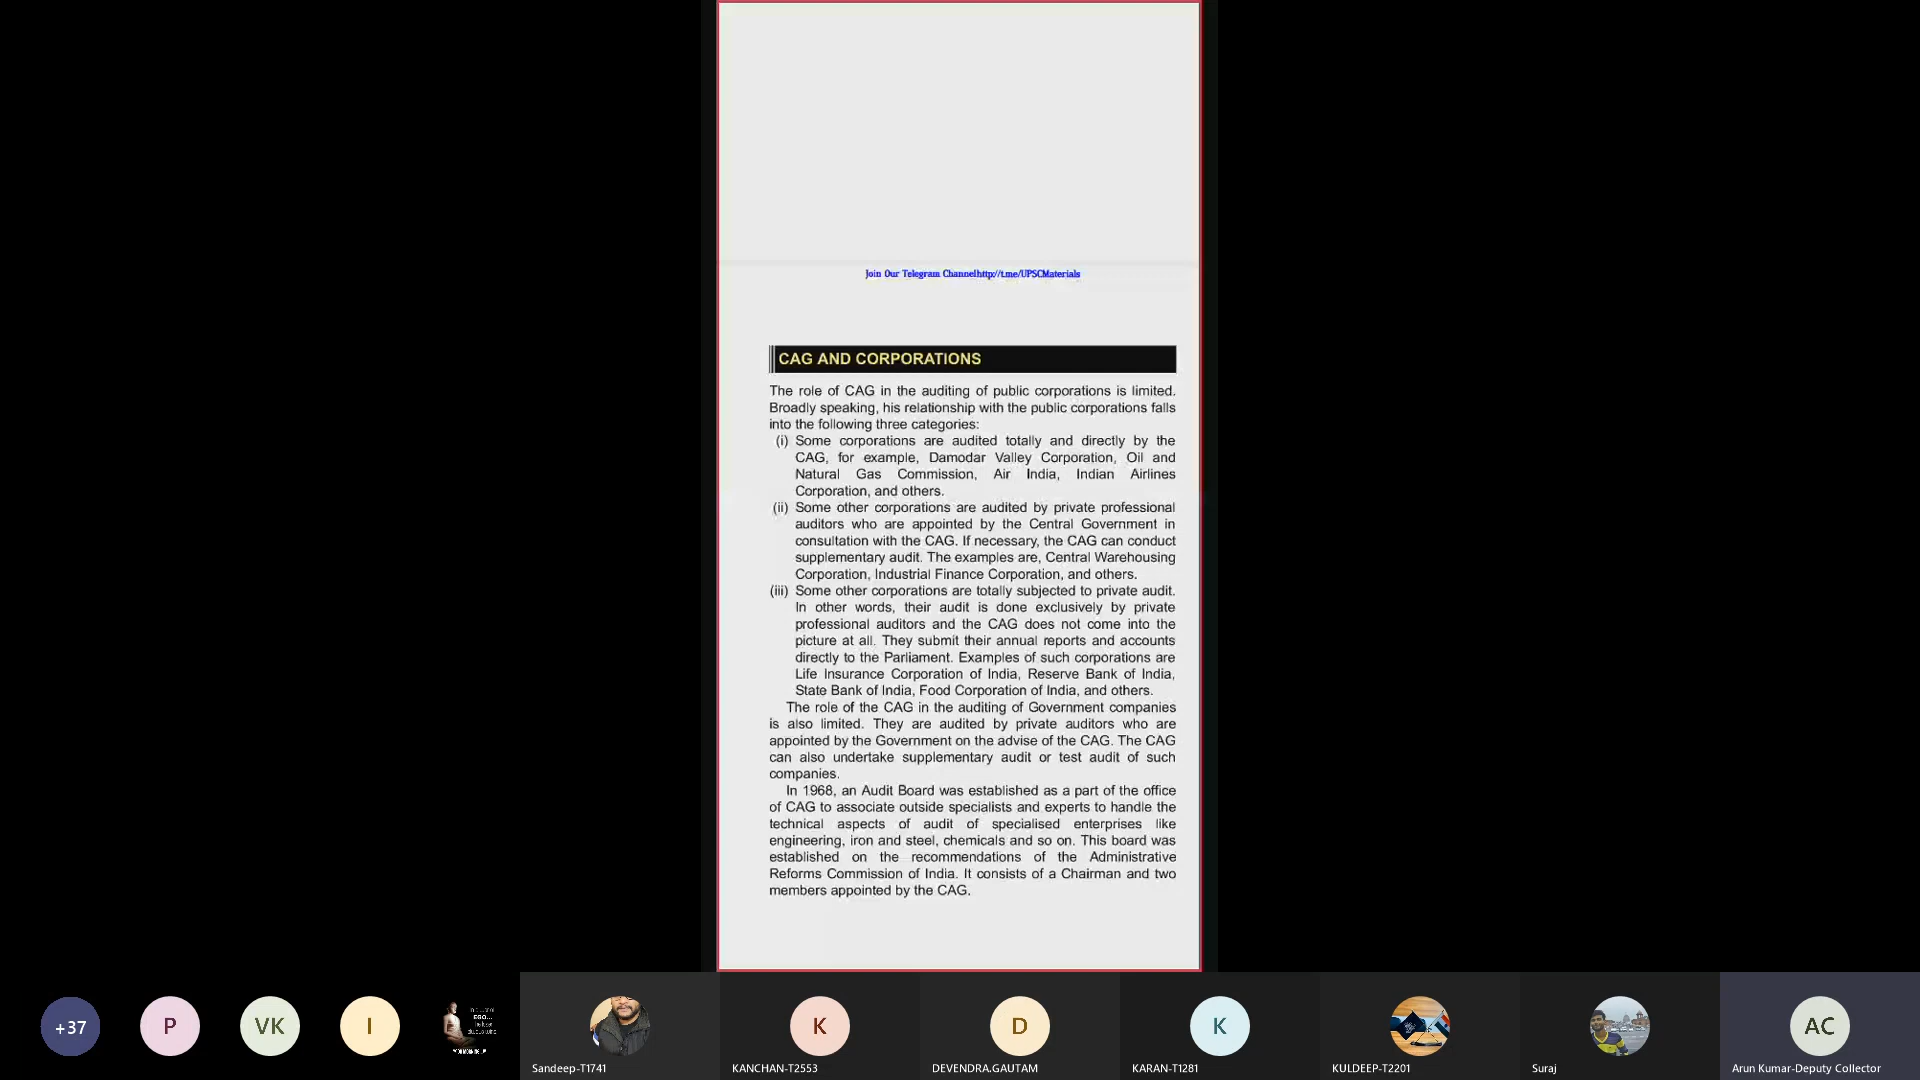 Join Our Telegram Channelhttp://t.me/UPSCMaterials
CAG AND CORPORATIONS
The role of CAG in the auditing of public corporations is limited.
Broadly speaking, his relationship with the public corporations falls
into the following three categories:
(i) Some corporations are audited totally and directly by the
CAG, for example, Damodar Valley Corporation, Oil and
Natural Gas Commission, Air India, Indian Airlines
Corporation, and others.
(ii) Some other corporations are audited by private professional
auditors who are appointed by the Central Government in
consultation with the CAG. If necessary, the CAG can conduct
supplementary audit. The examples are, Central Warehousing
Corporation, Industrial Finance Corporation, and others.
(iii) Some other corporations are totally subjected to private audit.
In other words, their audit is done exclusively by private
professional auditors and the CAG does not come into the
picture at all. They submit their annual reports and accounts
directly to the Parliament. Examples of such corporations are
Life Insurance Corporation of India, Reserve Bank of India,
State Bank of India, Food Corporation of India, and others.
The role of the CAG in the auditing of Government companies
is also limited. They are audited by private auditors who are
appointed by the Government on the advise of the CAG. The CAG
can also undertake supplementary audit or test audit of such
companies.
In 1968, an Audit Board was established as a part of the office
of CAG to associate outside specialists and experts to handle the
technical aspects of audit of specialised enterprises like
engineering, iron and steel, chemicals and so on. This board was
established on the recommendations of the Administrative
Reforms Commission of India. It consists of a Chairman and two
members appointed by the CAG.
+37
P
VK
I
EGO...
K
D
K
AC
Sandeep-T1741
KANCHAN-T2553
DEVENDRA.GAUTAM
KARAN-T1281
KULDEEP-T2201
Suraj
Arun Kumar-Deputy Collector